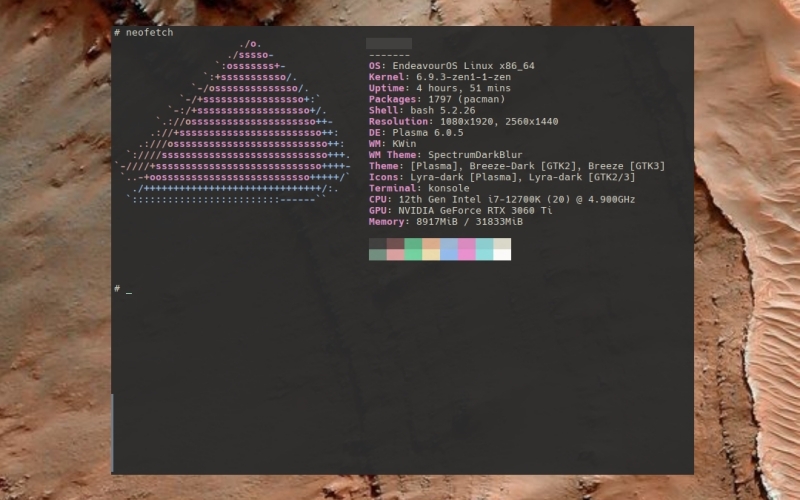 # neofetch
./o.
./sssso-
`:osssssss+-
`:+sssssssssso/.
`-/ossssssssssssso/.
`-/+sssssssssssssssso+:`
`-:/+sssssssssssssssssso+/.
`.://osssssssssssssssssssso++-
.://+ssssssssssssssssssssssso++:
.:///ossssssssssssssssssssssssso++:
`:////ssssssssssssssssssssssssssso+++.
`-////+ssssssssssssssssssssssssssso++++-
`..-+oosssssssssssssssssssssssso+++++/`
./++++++++++++++++++++++++++++++/:.
`:::::::::::::::::::::::::------``
-------
OS: EndeavourOS Linux x86_64
Kernel: 6.9.3-zen1-1-zen
Uptime: 4 hours, 51 mins
Packages: 1797 (pacman)
Shell: bash 5.2.26
Resolution: 1080x1920, 2560x1440
DE: Plasma 6.0.5
WM: KWin
WM Theme: SpectrumDarkBlur
Theme: [Plasma], Breeze-Dark [GTK2], Breeze [GTK3]
Icons: Lyra-dark [Plasma], Lyra-dark [GTK2/3]
Terminal: konsole
CPU: 12th Gen Intel i7-12700K (20) @ 4.900GHz
GPU: NVIDIA GeForce RTX 3060 Ti
Memory: 8917MiB / 31833MiB
# _